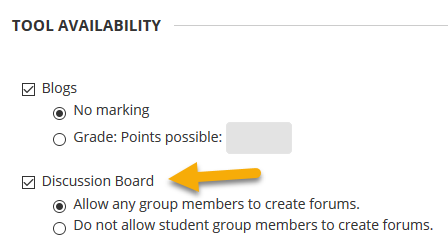 TOOL AVAILABILITY
Blogs
No marking
Grade: Points possible:
Discussion Board
Allow any group members to create forums.
Do not allow student group members to create forums.